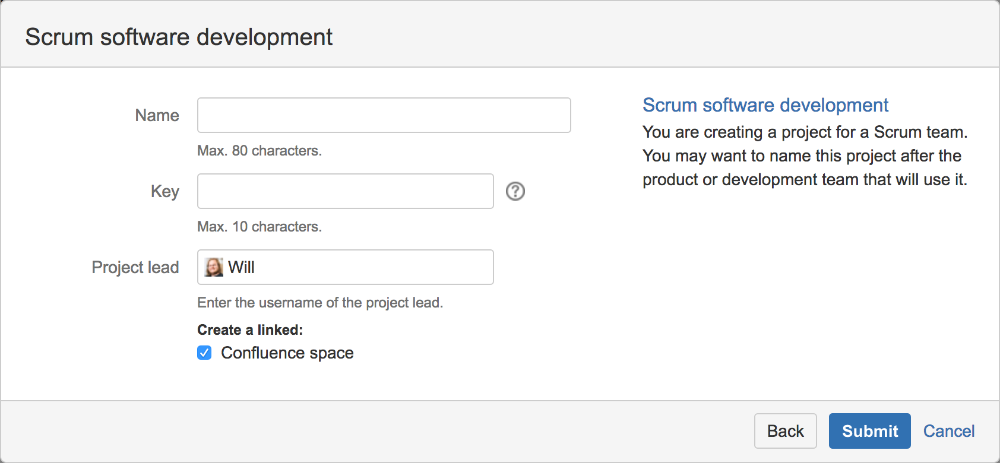 Scrum software development
Name
Max. 80 characters.
Key
?
Max. 10 characters.
Project lead
Will
Enter the username of the project lead.
Create a linked:
Confluence space
Scrum software development
You are creating a project for a Scrum team.
You may want to name this project after the
product or development team that will use it.
Back
Submit
Cancel